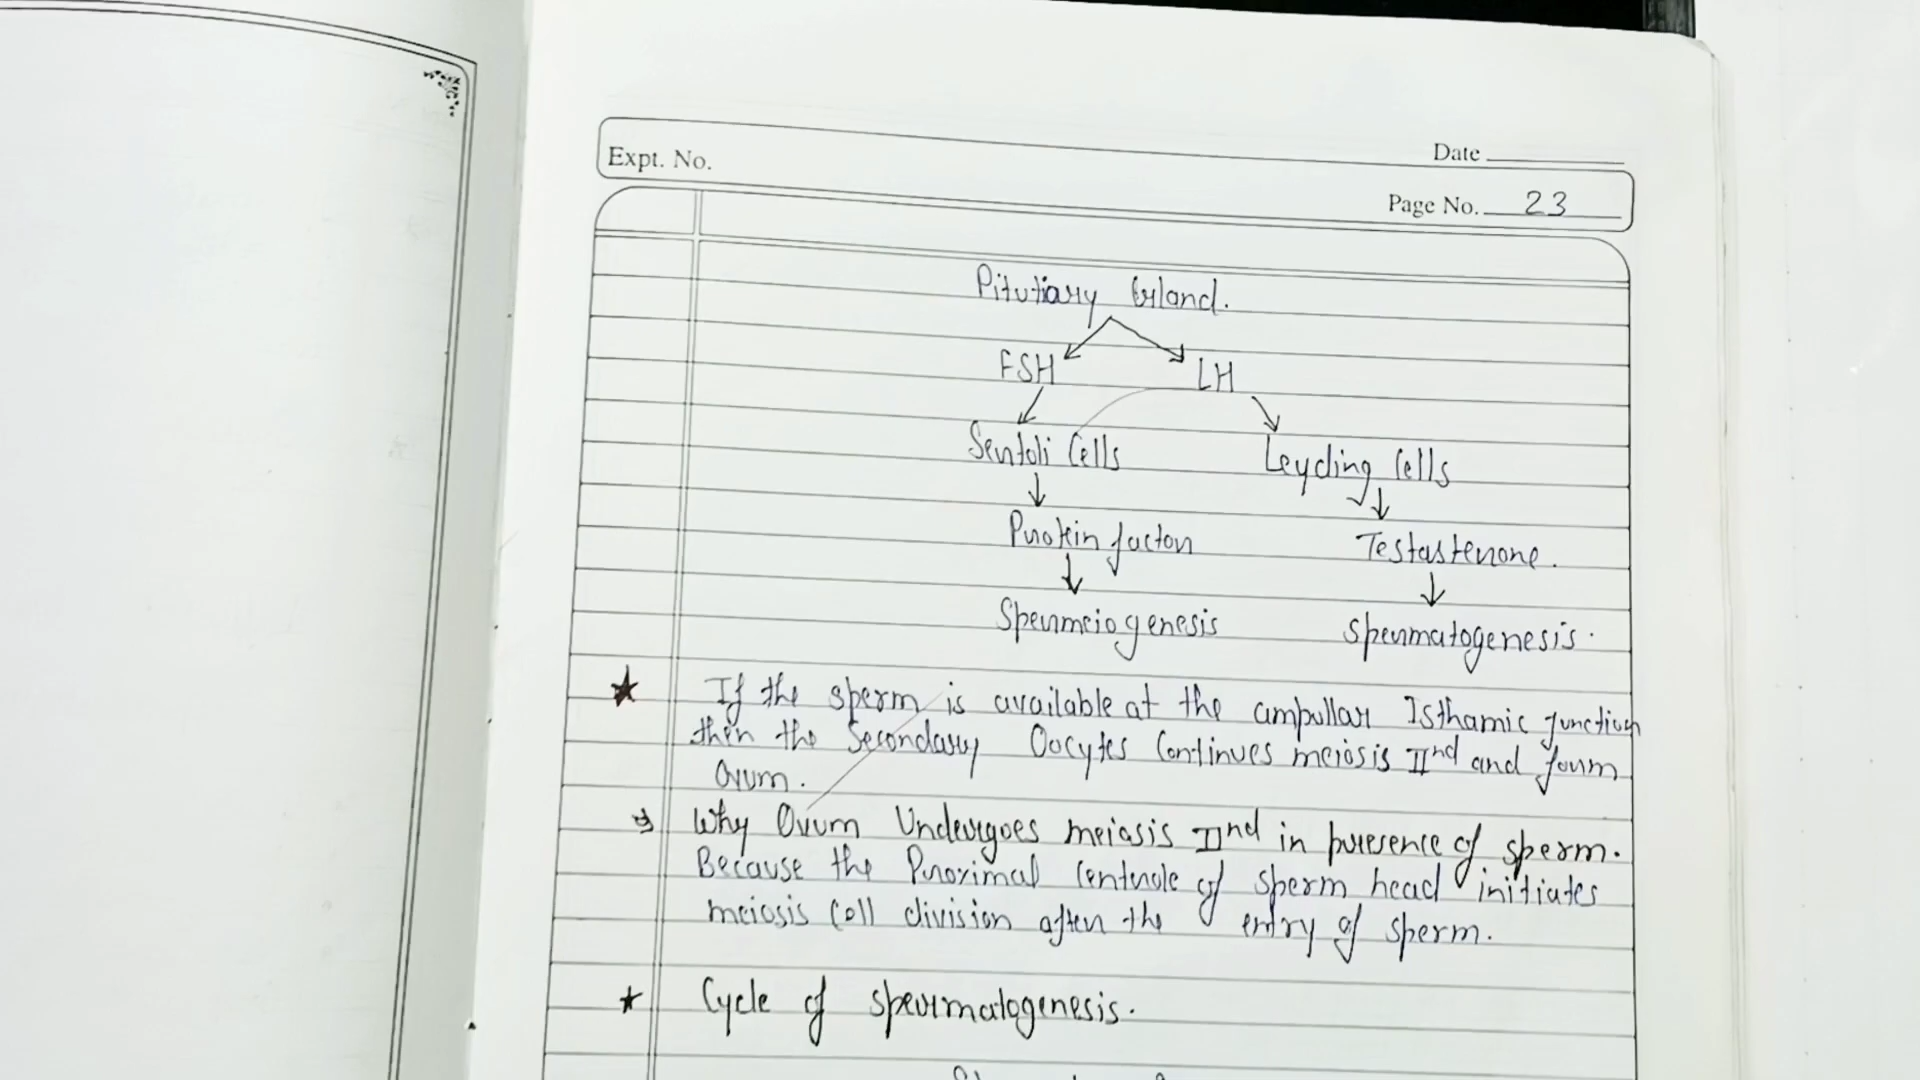 Expt. No.
Date
Page No. 23
Pitutiary Gland.
FSH LH
Sertoli Cells Leyding Cells
Protein factor Testasterone.
Spermeiogenesis Spermatogenesis.
If the sperm is available at the ampullar Isthamic junction
then the Secondary Oocytes Continues meiosis IInd and form
Ovum.
Why Ovum Undergoes meiasis IInd in presence of sperm.
Because the Proximal Centriole of sperm head initiates
meiosis Cell division after the entry of sperm.
Cycle of spermatogenesis.